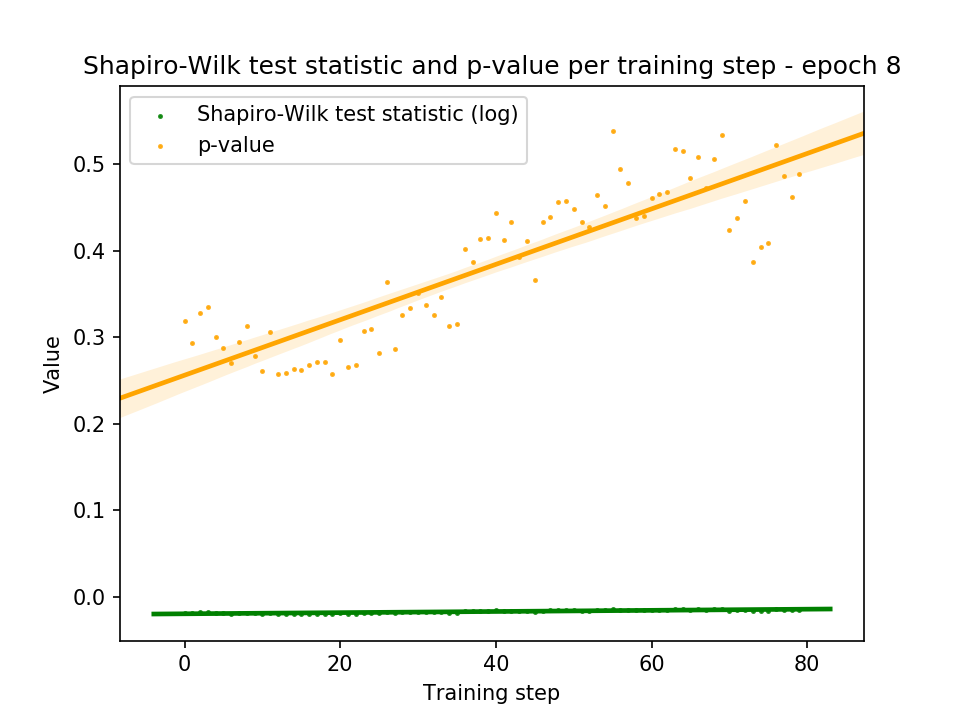 Shapiro-Wilk test statistic and p-value per training step - epoch 8
Shapiro-Wilk test statistic (log)
p-value
Value
0.5
0.4
0.3
0.2
0.1
0.0
0 20 40 60 80
Training step